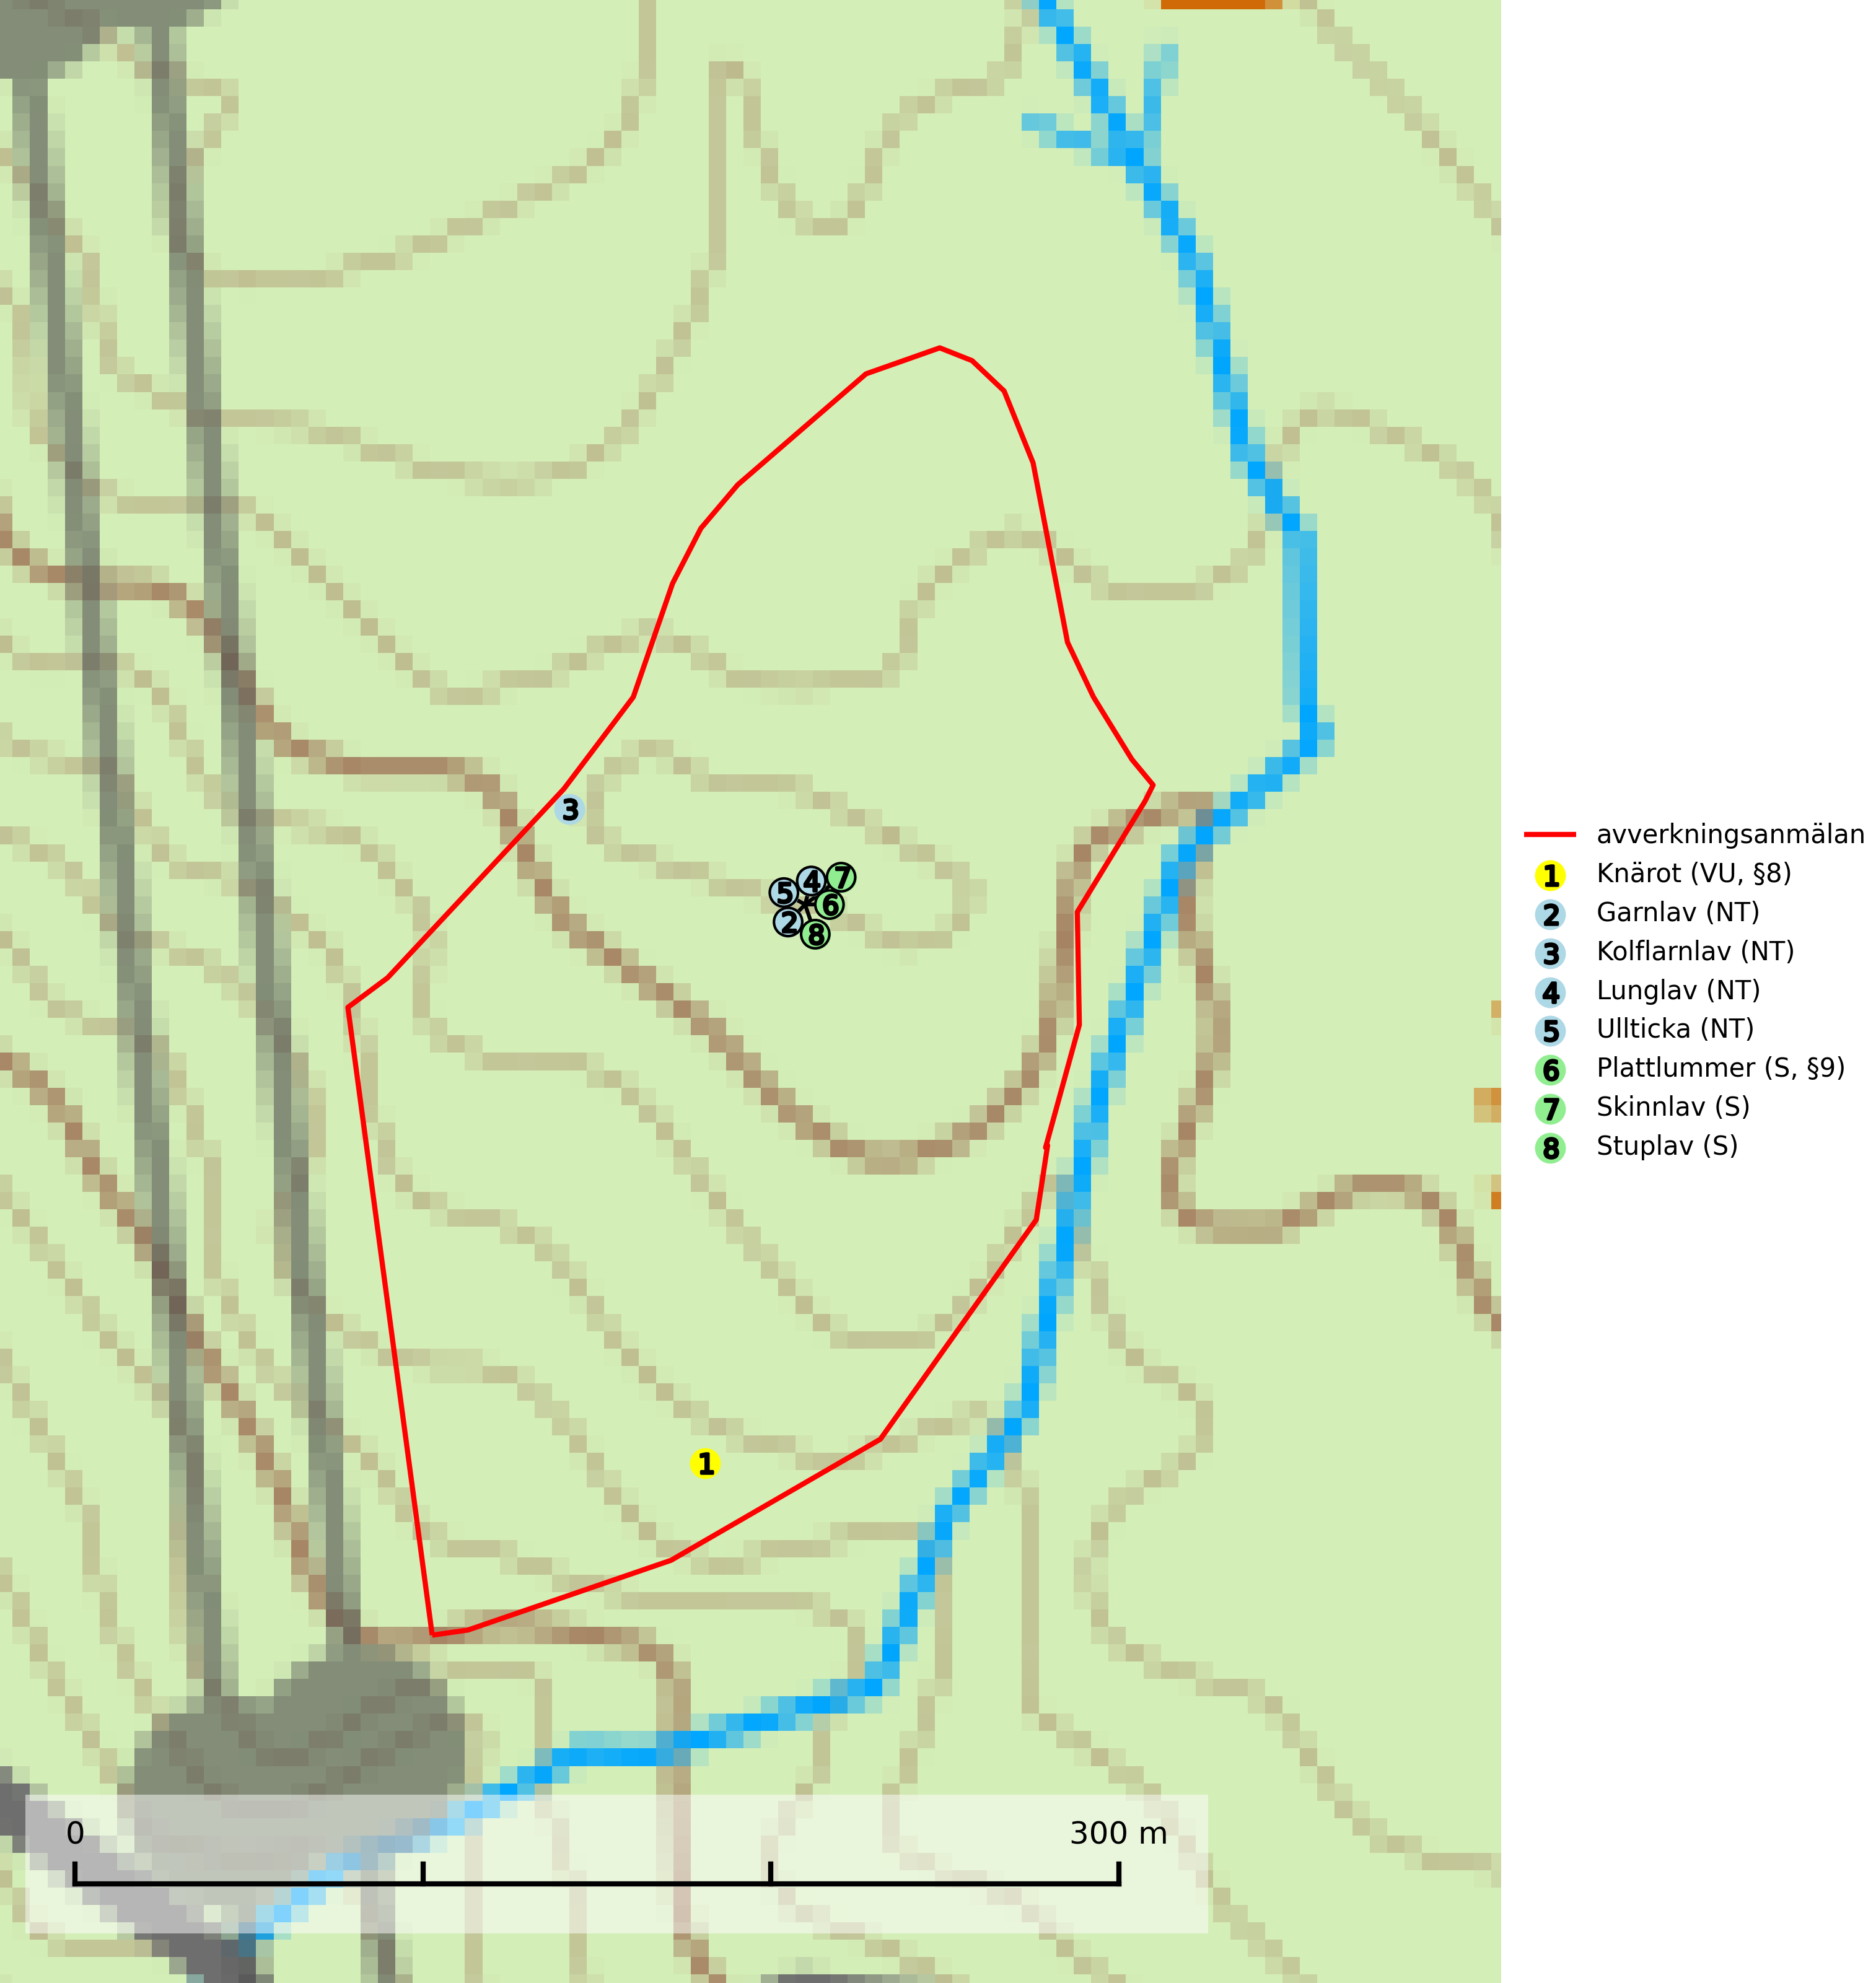 3
7
4
5
6
2
8
1
0
300 m
avverkningsanmälan
1 Knärot (VU, §8)
2 Garnlav (NT)
3 Kolflarnlav (NT)
4 Lunglav (NT)
5 Ullticka (NT)
6 Plattlummer (S, §9)
7 Skinnlav (S)
8 Stuplav (S)